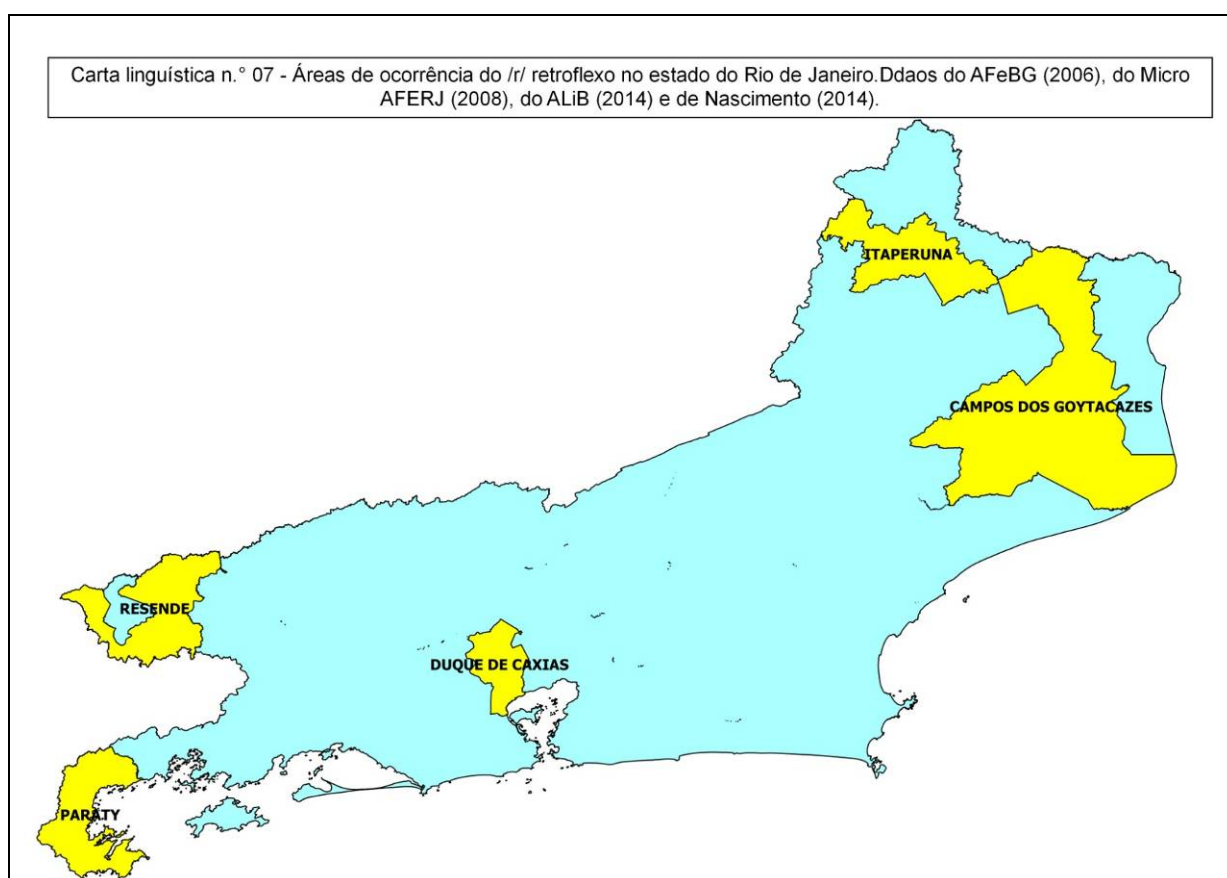 Carta linguística n.° 07 - Áreas de ocorrência do /r/ retroflexo no estado do Rio de Janeiro.Ddaos do AFeBG (2006), do Micro
AFERJ (2008), do ALiB (2014) e de Nascimento (2014).
ITAPERUNA
CAMPOS DOS GOYTACAZES
RESENDE
DUQUE DE CAXIAS
PARATY